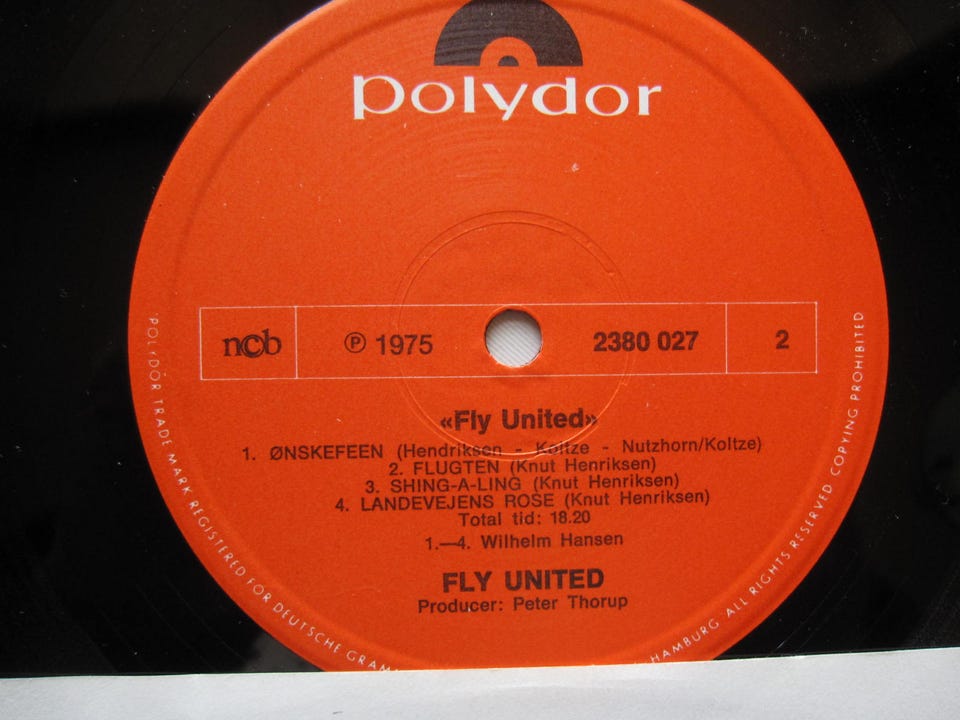 polydor
ncb ℗ 1975 2380 027 2
«Fly United»
1. ØNSKEFEEN (Hendriksen - Koltze - Nutzhorn/Koltze)
2. FLUGTEN (Knut Henriksen)
3. SHING-A-LING (Knut Henriksen)
4. LANDEVEJENS ROSE (Knut Henriksen)
Total tid: 18.20
1.—4. Wilhelm Hansen
FLY UNITED
Producer: Peter Thorup
POLYDOR TRADE MARK REGISTERED FOR DEUTSCHE GRAM
HAMBURG ALL RIGHTS RESERVED COPYING PROHIBITED